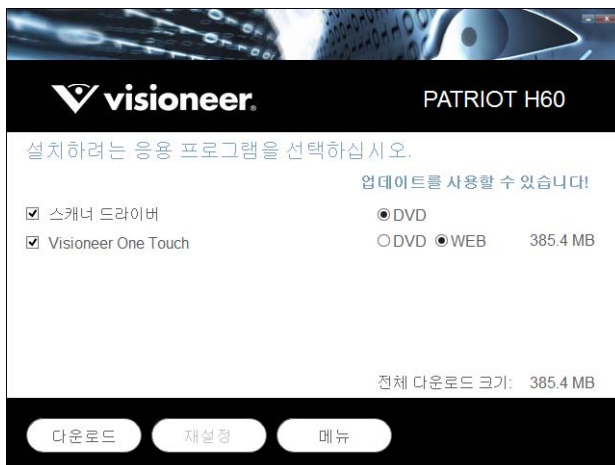 visioneer.
PATRIOT H60
설치하려는 응용 프로그램을 선택하십시오.
업데이트를 사용할 수 있습니다!
스캐너 드라이버 DVD
Visioneer One Touch DVD WEB 385.4 MB
전체 다운로드 크기: 385.4 MB
다운로드 재설정 메뉴